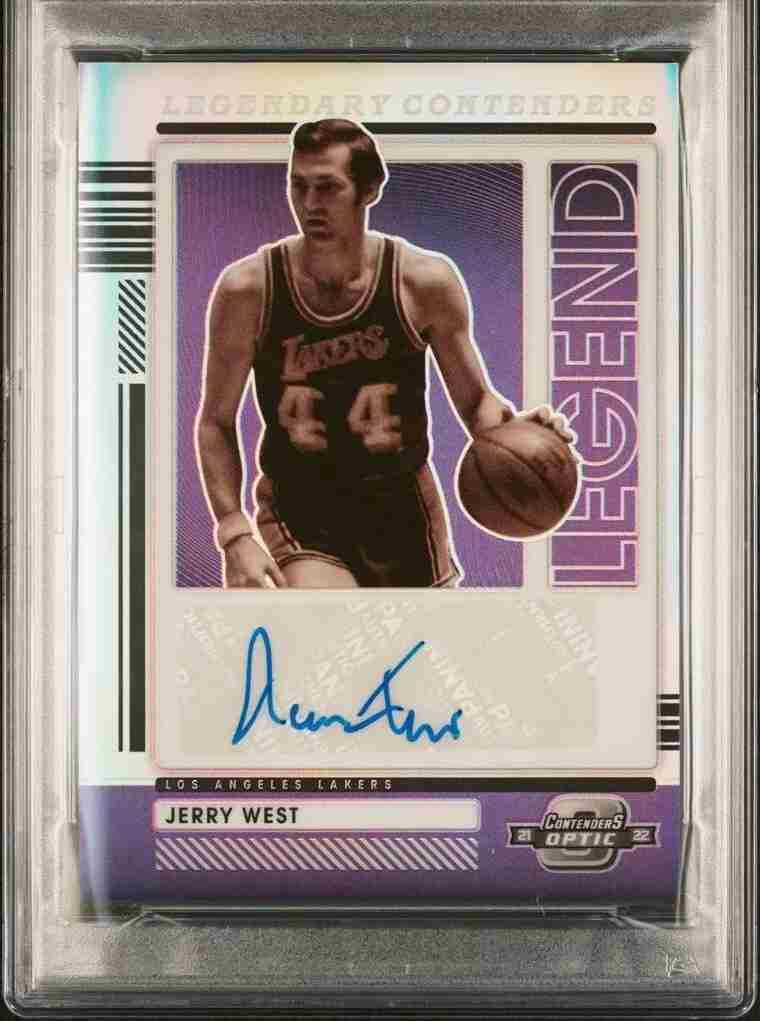 LEGENDARY CONTENDERS
LEGEND
LAKERS
44
LOS ANGELES LAKERS
JERRY WEST
21 CONTENDERS 22
OPTIC